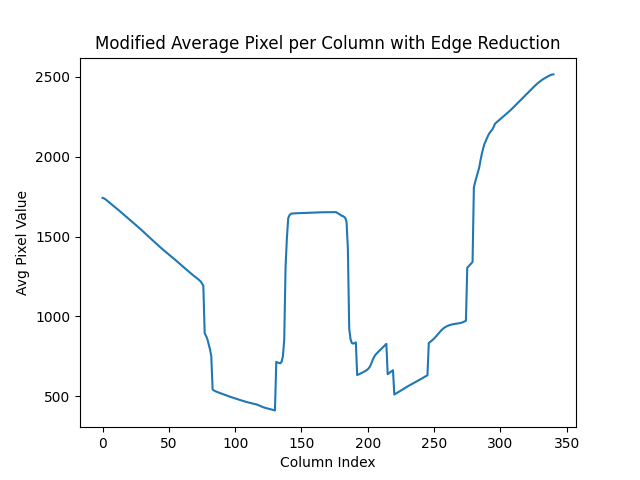 Modified Average Pixel per Column with Edge Reduction
2500
2000
1500
1000
500
Avg Pixel Value
0 50 100 150 200 250 300 350
Column Index